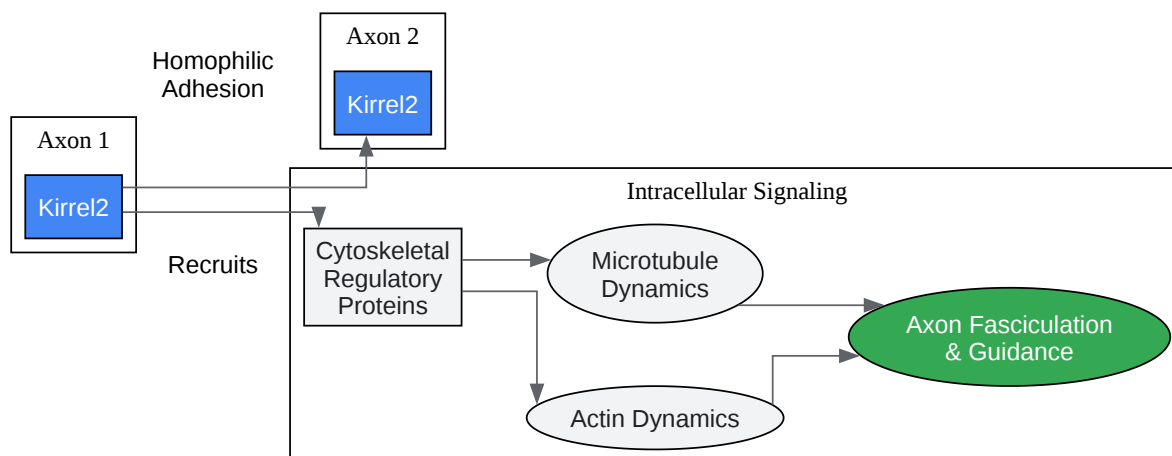 Axon 2
Homophilic
Adhesion
Kirrel2
Axon 1
Kirrel2
Intracellular Signaling
Recruits
Cytoskeletal
Regulatory
Proteins
Microtubule
Dynamics
Axon Fasciculation
& Guidance
Actin Dynamics